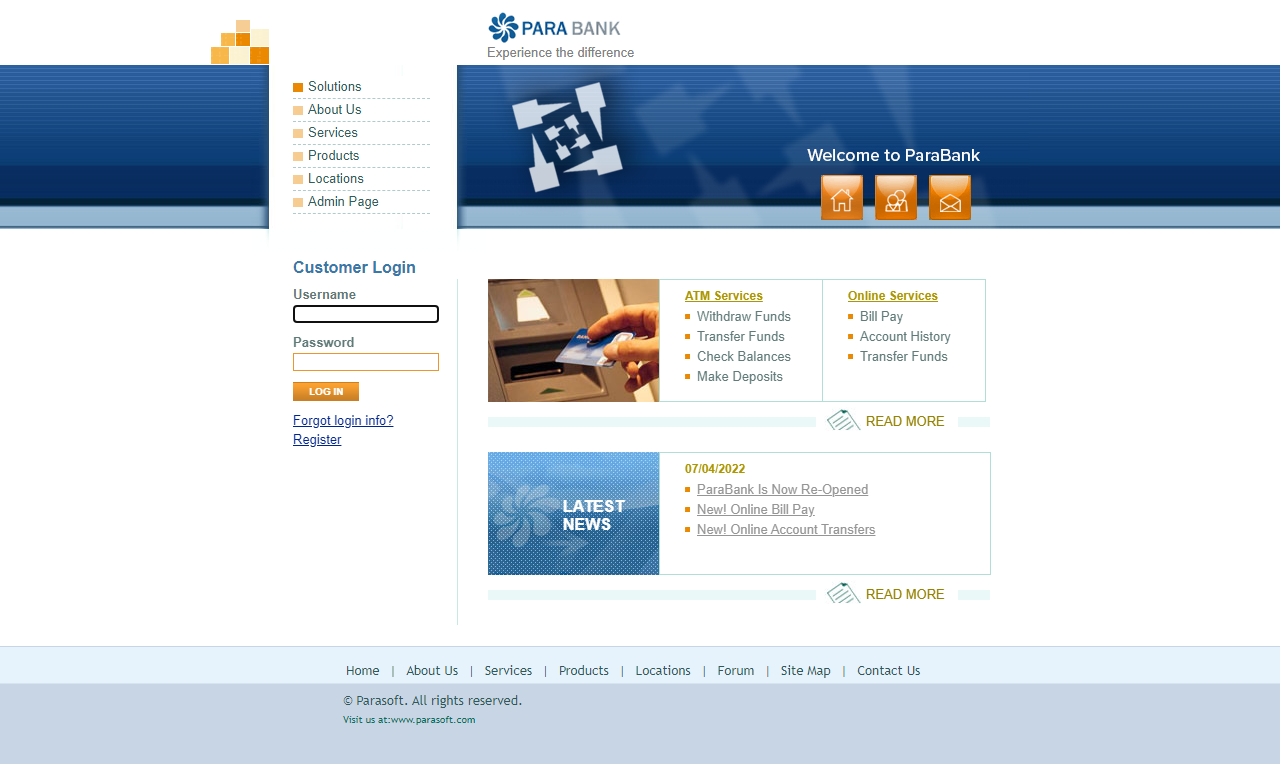 PARA BANK
Experience the difference
Solutions
About Us
Services
Products
Locations
Admin Page
Welcome to ParaBank
Customer Login
Username
Password
LOG IN
Forgot login info?
Register
ATM Services
Withdraw Funds
Transfer Funds
Check Balances
Make Deposits
Online Services
Bill Pay
Account History
Transfer Funds
READ MORE
LATEST
NEWS
07/04/2022
ParaBank Is Now Re-Opened
New! Online Bill Pay
New! Online Account Transfers
READ MORE
Home | About Us | Services | Products | Locations | Forum | Site Map | Contact Us
© Parasoft. All rights reserved.
Visit us at:www.parasoft.com